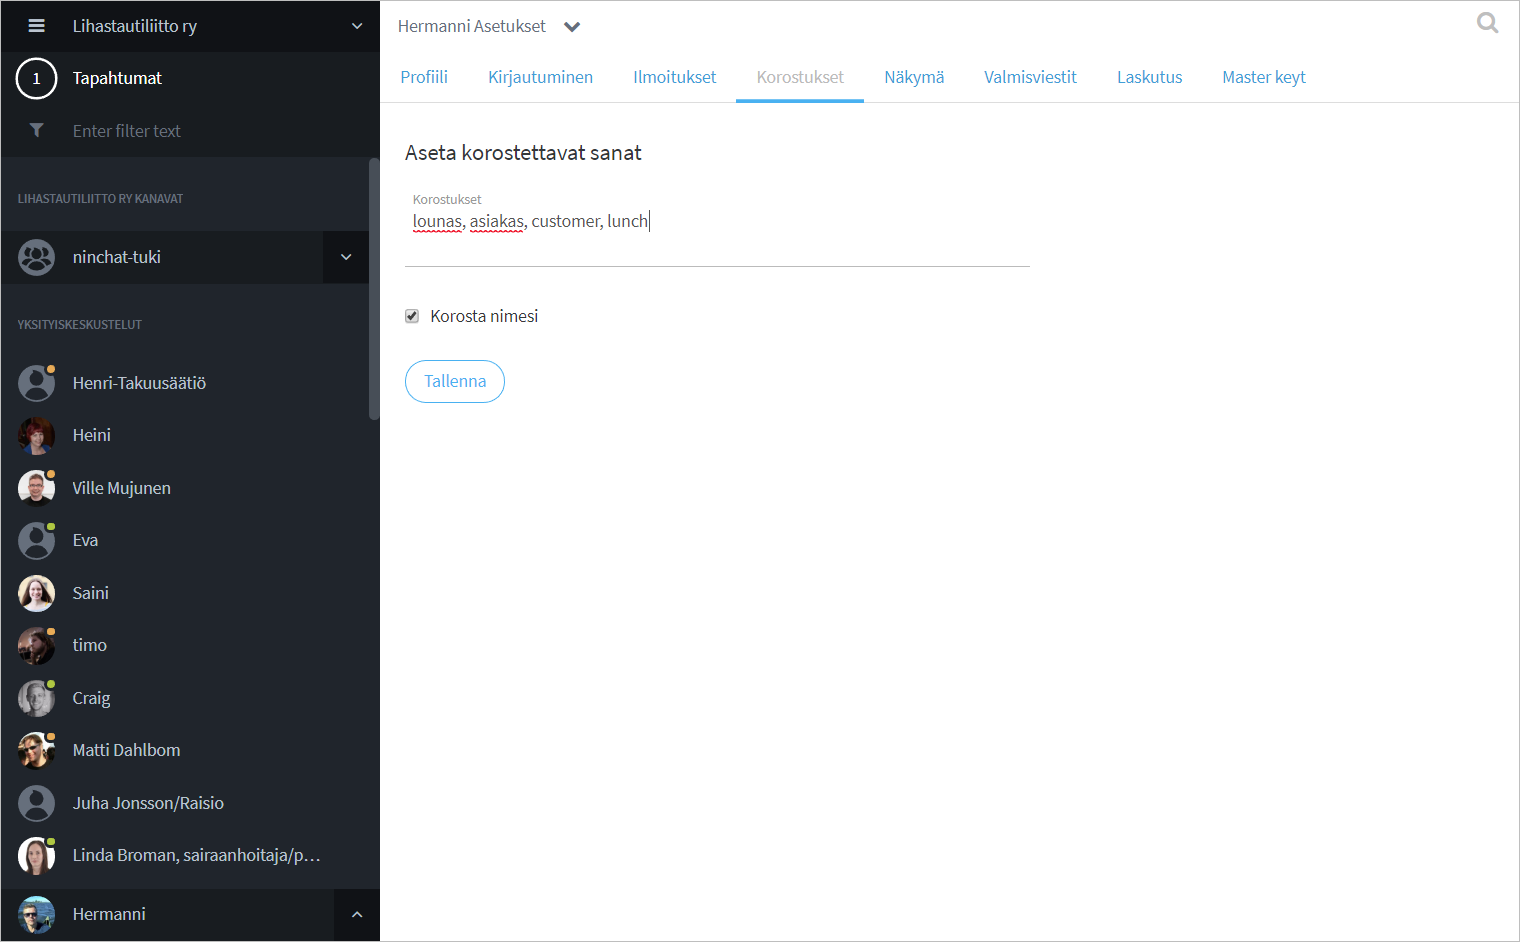 Lihastautiliitto ry
1
Tapahtumat
Enter filter text
LIHASTAUTILIITTO RY KANAVAT
ninchat-tuki
YKSITYISKESKUSTELUT
Henri-Takuusäätiö
Heini
Ville Mujunen
Eva
Saini
timo
Craig
Matti Dahlbom
Juha Jonsson/Raisio
Linda Broman, sairaanhoitaja/p…
Hermanni
Hermanni Asetukset
Profiili Kirjautuminen Ilmoitukset Korostukset Näkymä Valmisviestit Laskutus Master keyt
Aseta korostettavat sanat
Korostukset
lounas, asiakas, customer, lunch
Korosta nimesi
Tallenna